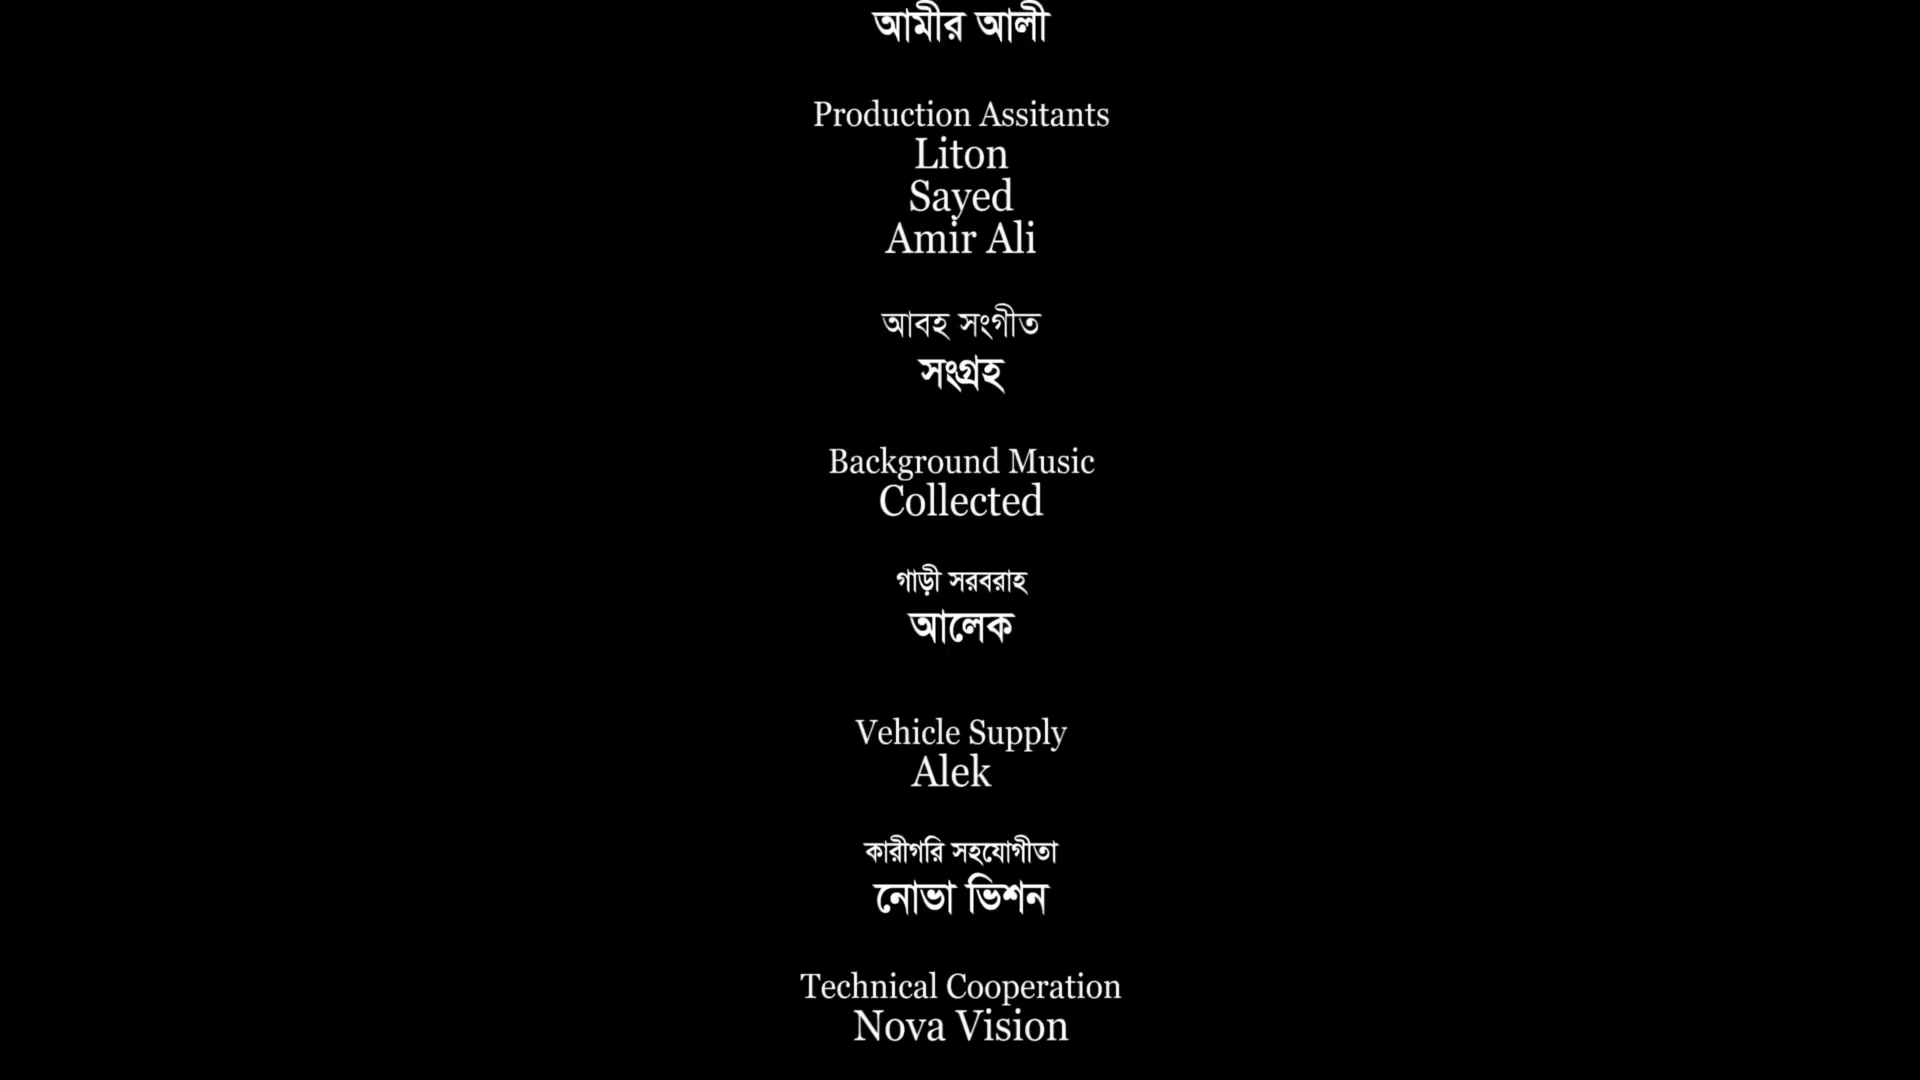 আমীর আলী
Production Assitants
Liton
Sayed
Amir Ali
আবহ সংগীত
সংগ্রহ
Background Music
Collected
গাড়ী সরবরাহ
আলেক
Vehicle Supply
Alek
কারীগরি সহযোগীতা
নোভা ভিশন
Technical Cooperation
Nova Vision